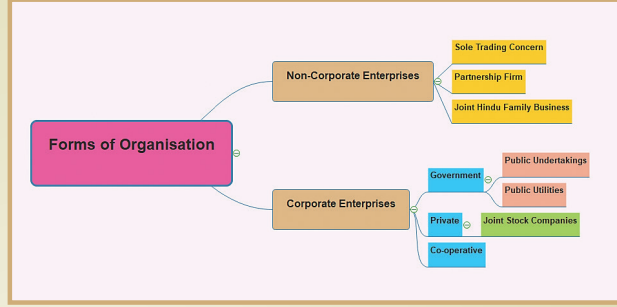 Forms of Organisation
Non-Corporate Enterprises
Sole Trading Concern
Partnership Firm
Joint Hindu Family Business
Corporate Enterprises
Government
Public Undertakings
Public Utilities
Private
Joint Stock Companies
Co-operative